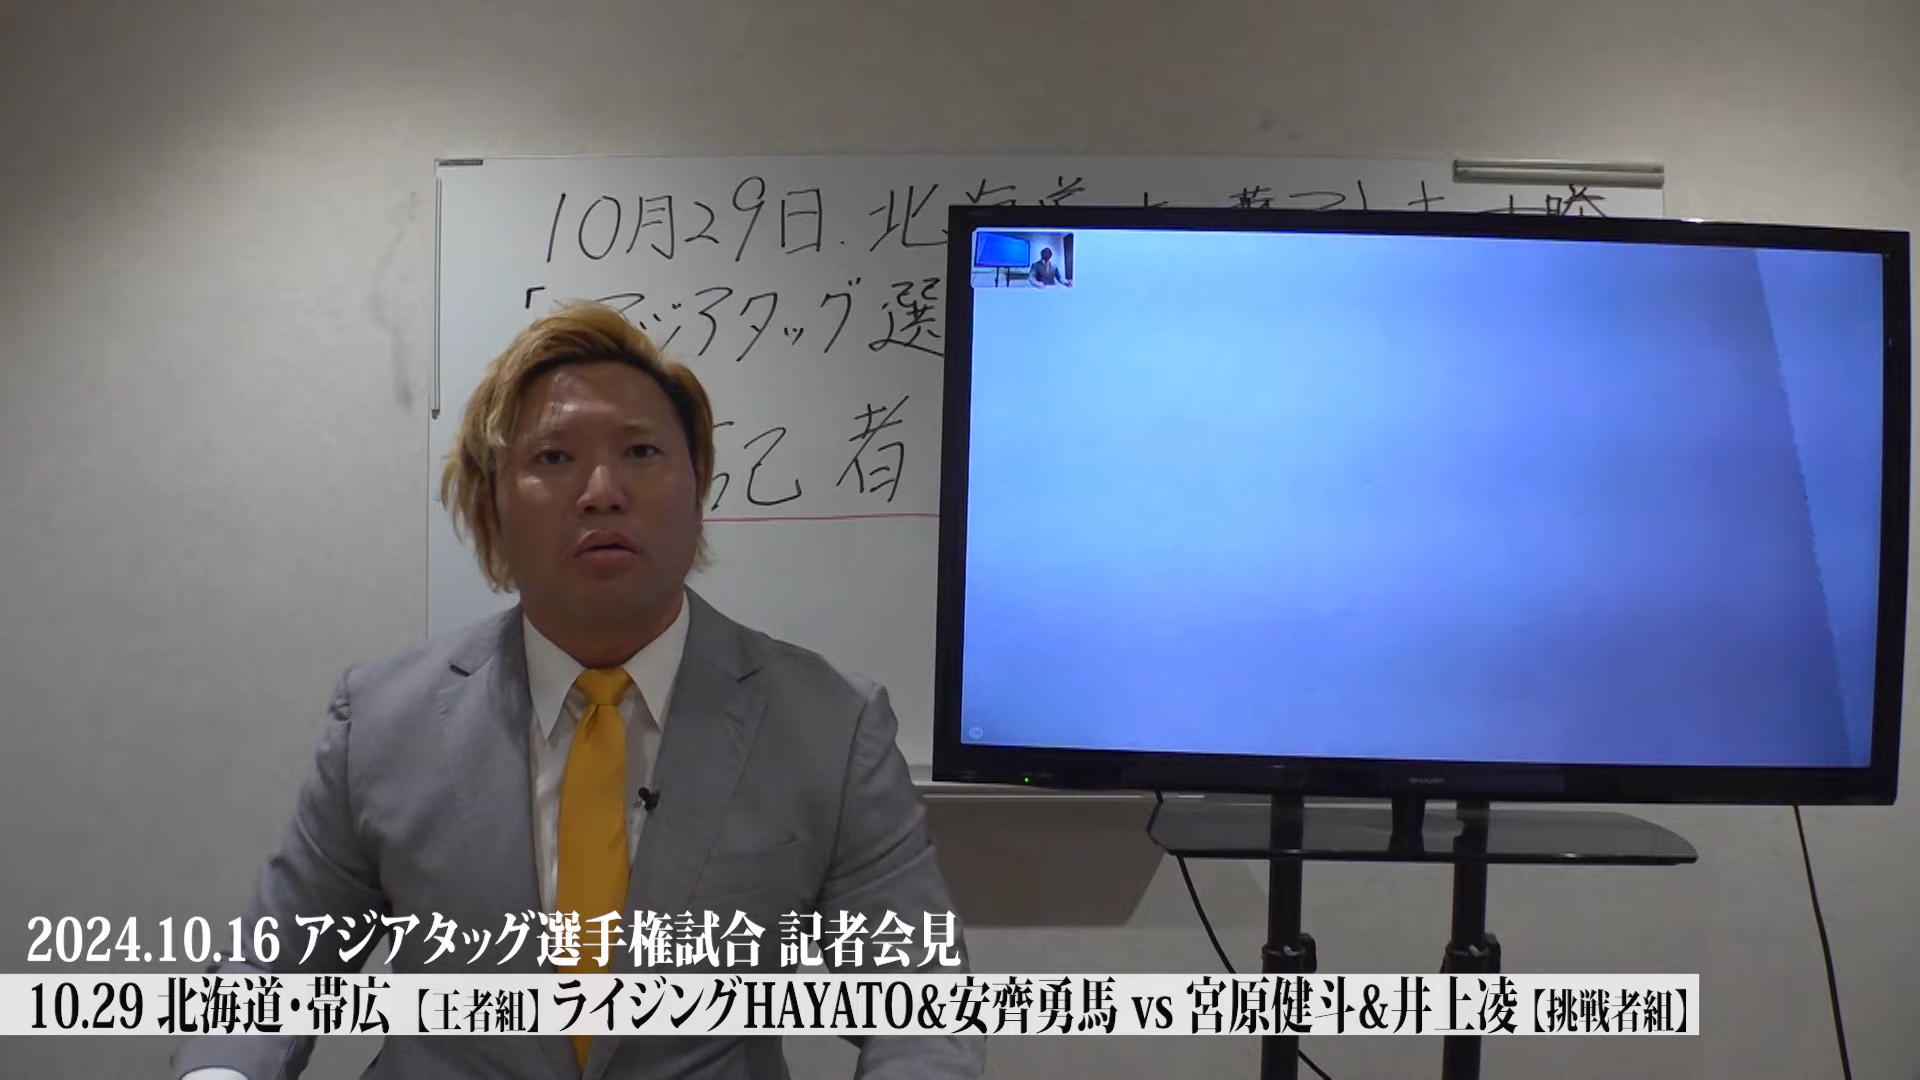 10月29日.北海道
「アジアタッグ選
記者
SHARP
2024.10.16 アジアタッグ選手権試合 記者会見
10.29 北海道・帯広 【王者組】ライジングHAYATO&安齊勇馬 vs 宮原健斗&井上凌【挑戦者組】